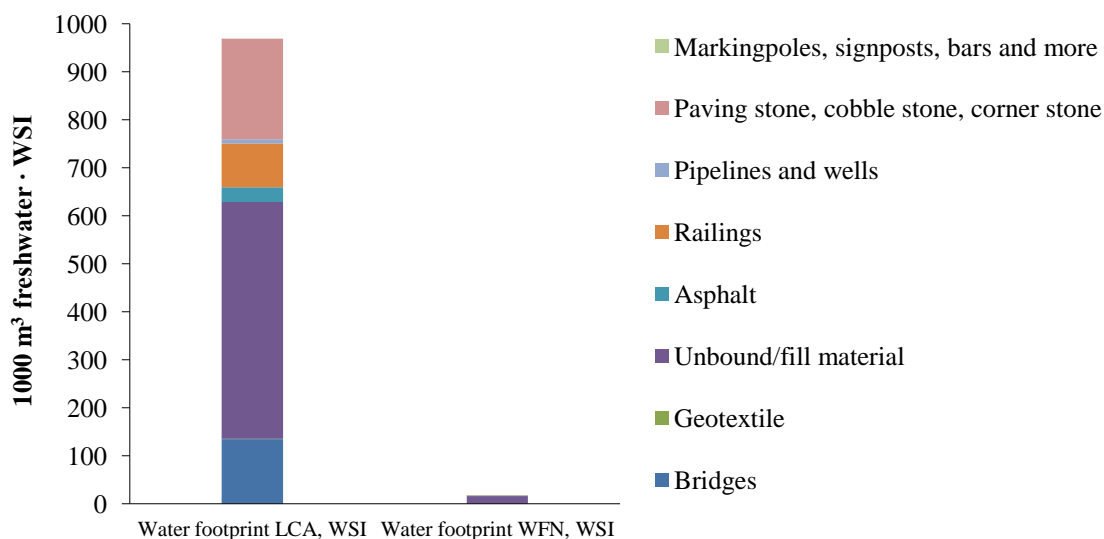 1000 m³ freshwater · WSI
1000
900
800
700
600
500
400
300
200
100
0
Water footprint LCA, WSI
Water footprint WFN, WSI
Markingpoles, signposts, bars and more
Paving stone, cobble stone, corner stone
Pipelines and wells
Railings
Asphalt
Unbound/fill material
Geotextile
Bridges